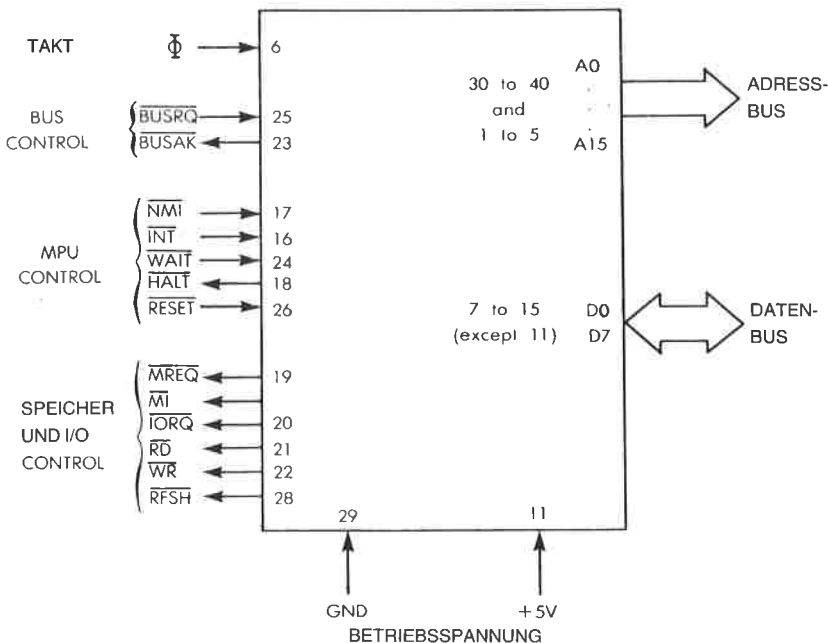 TAKT Φ 6
A0
30 to 40
and
1 to 5
A15
ADRESS-
BUS
BUS
CONTROL
BUSRQ 25
BUSAK 23
MPU
CONTROL
NMI 17
INT 16
WAIT 24
HALT 18
RESET 26
7 to 15 D0
(except 11) D7
DATEN-
BUS
SPEICHER
UND I/O
CONTROL
MREQ 19
MI
IORQ 20
RD 21
WR 22
RFSH 28
29 11
GND +5V
BETRIEBSSPANNUNG